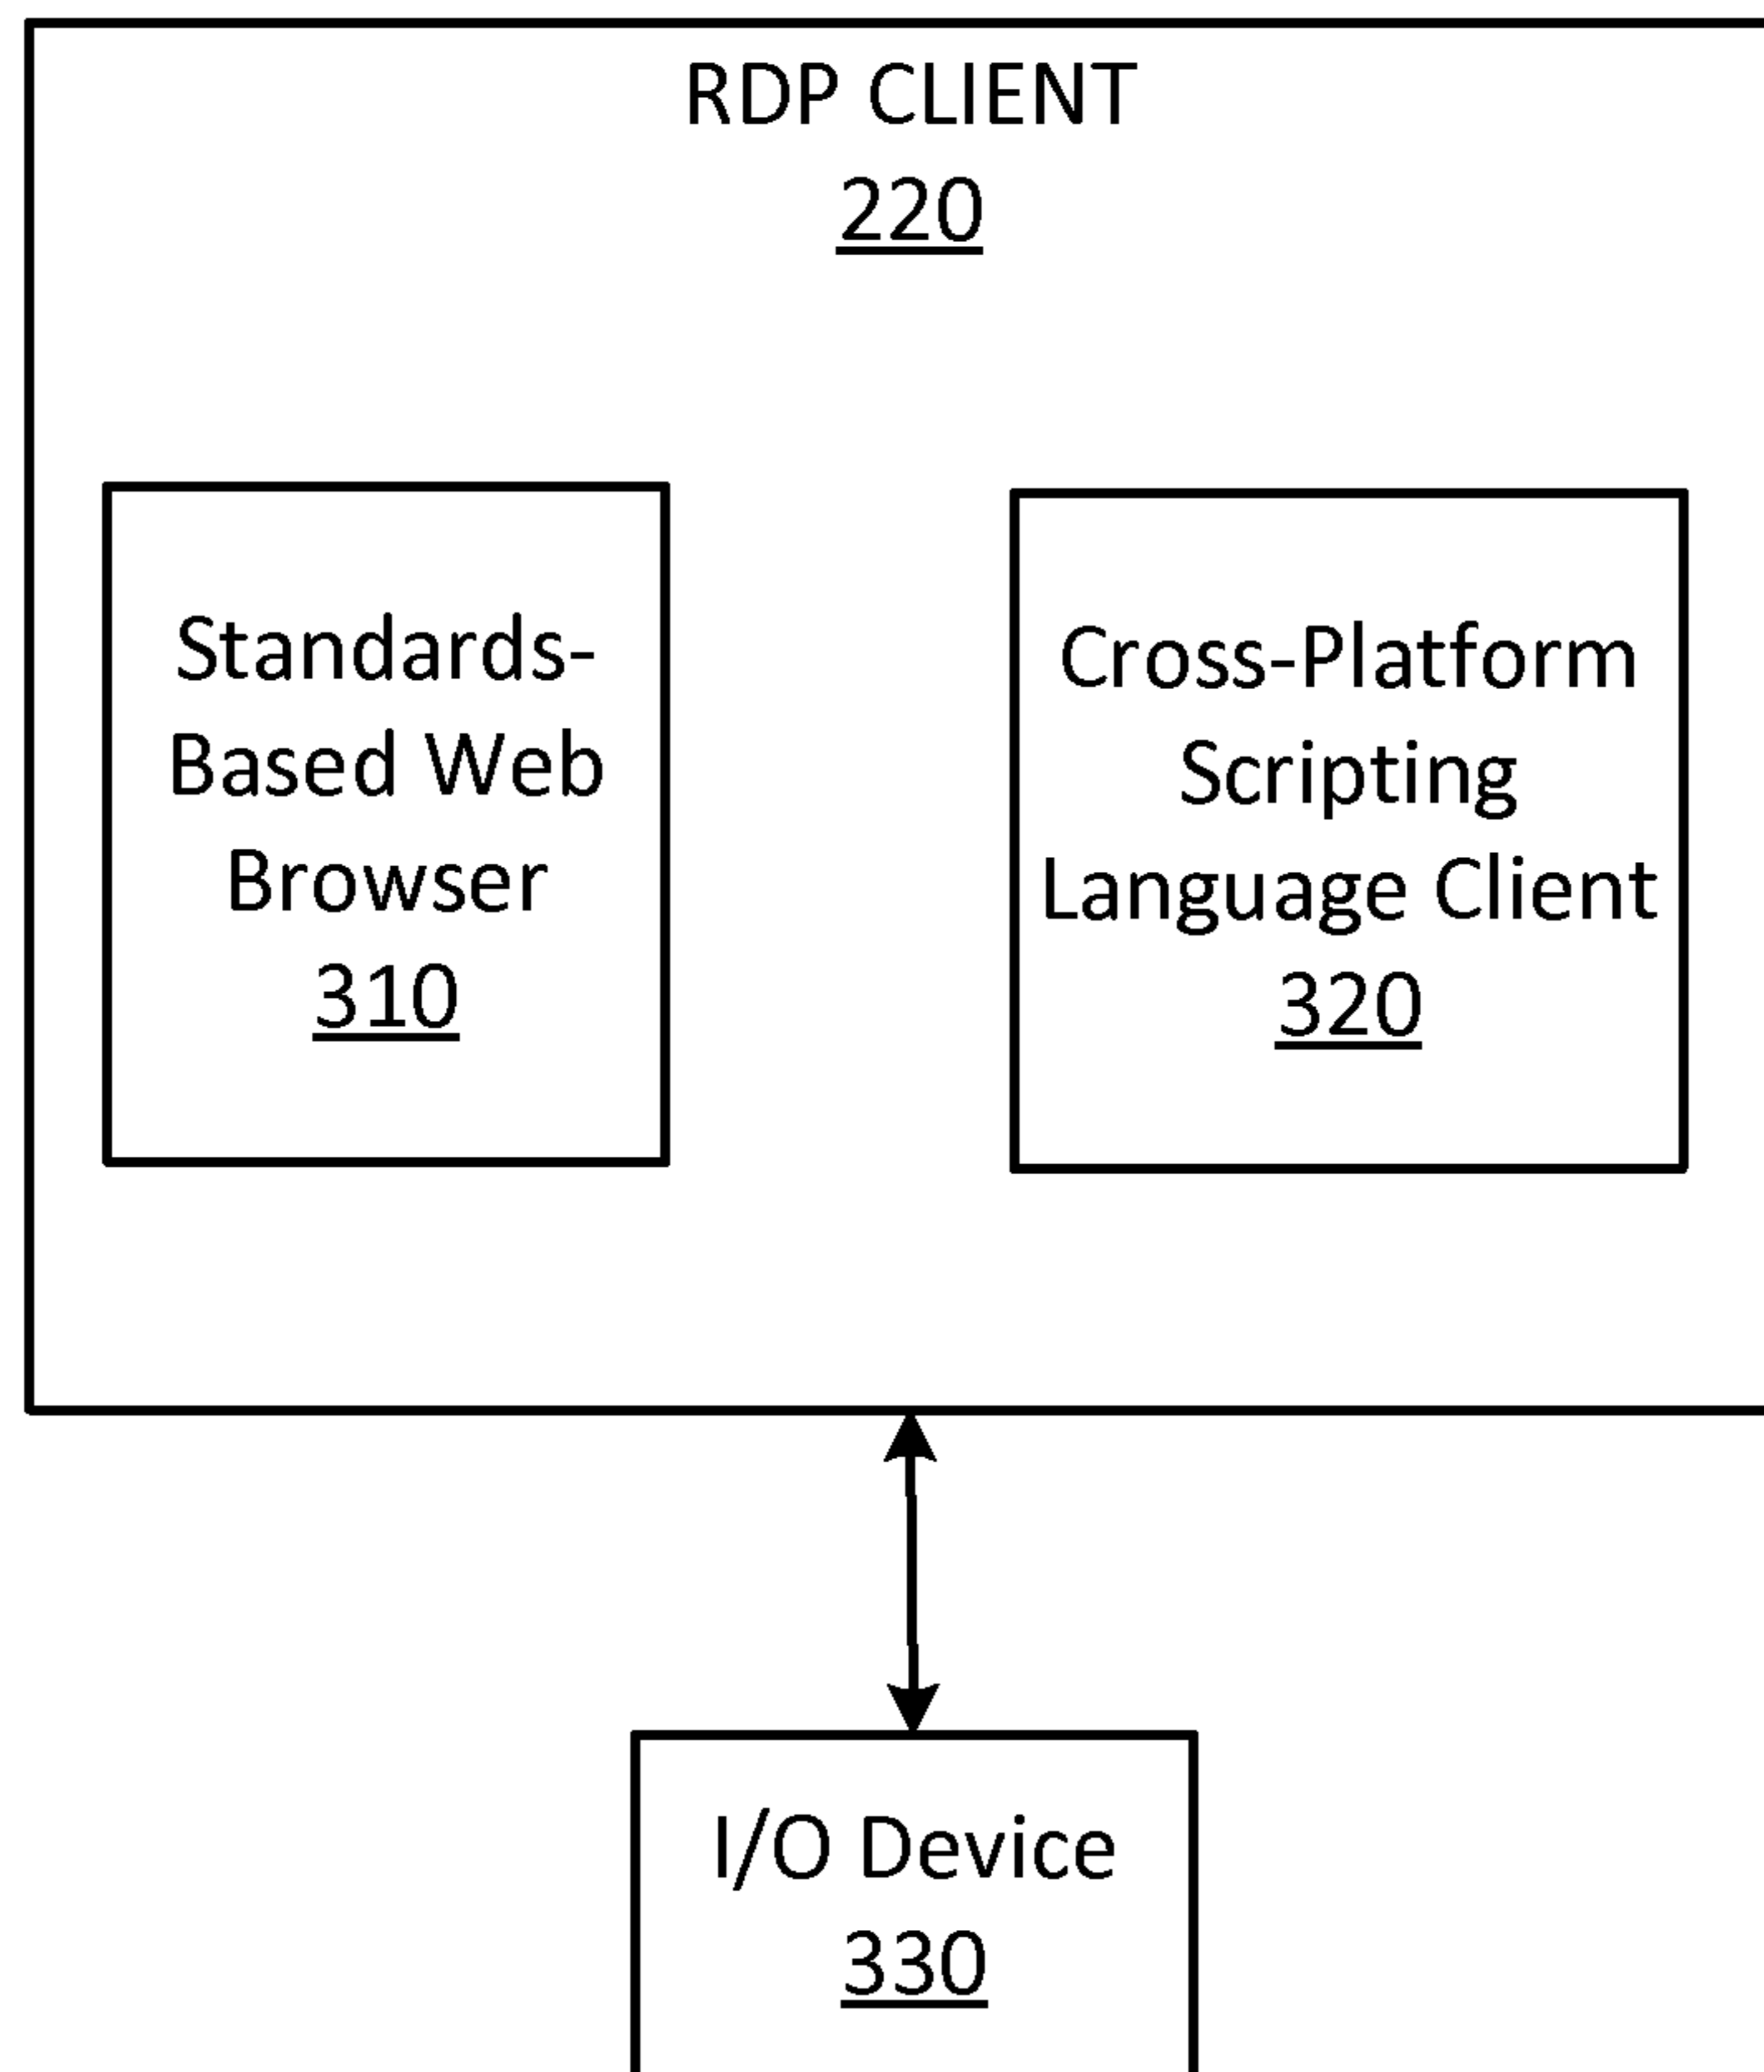 RDP CLIENT
220
Standards-
Based Web
Browser
310
Cross-Platform
Scripting
Language Client
320
I/O Device
330